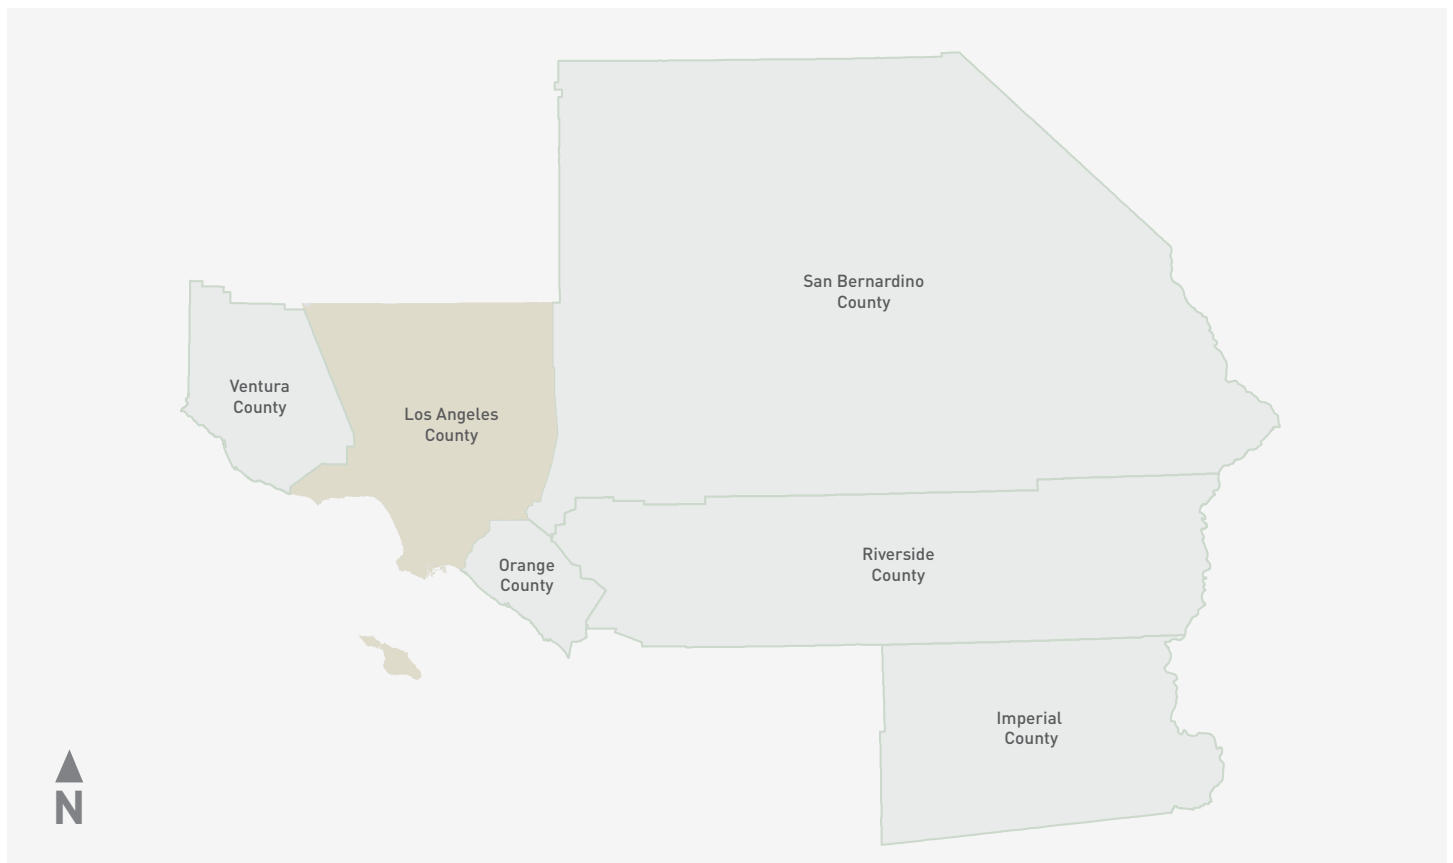 San Bernardino
County
Ventura
County
Los Angeles
County
Orange
County
Riverside
County
Imperial
County
N